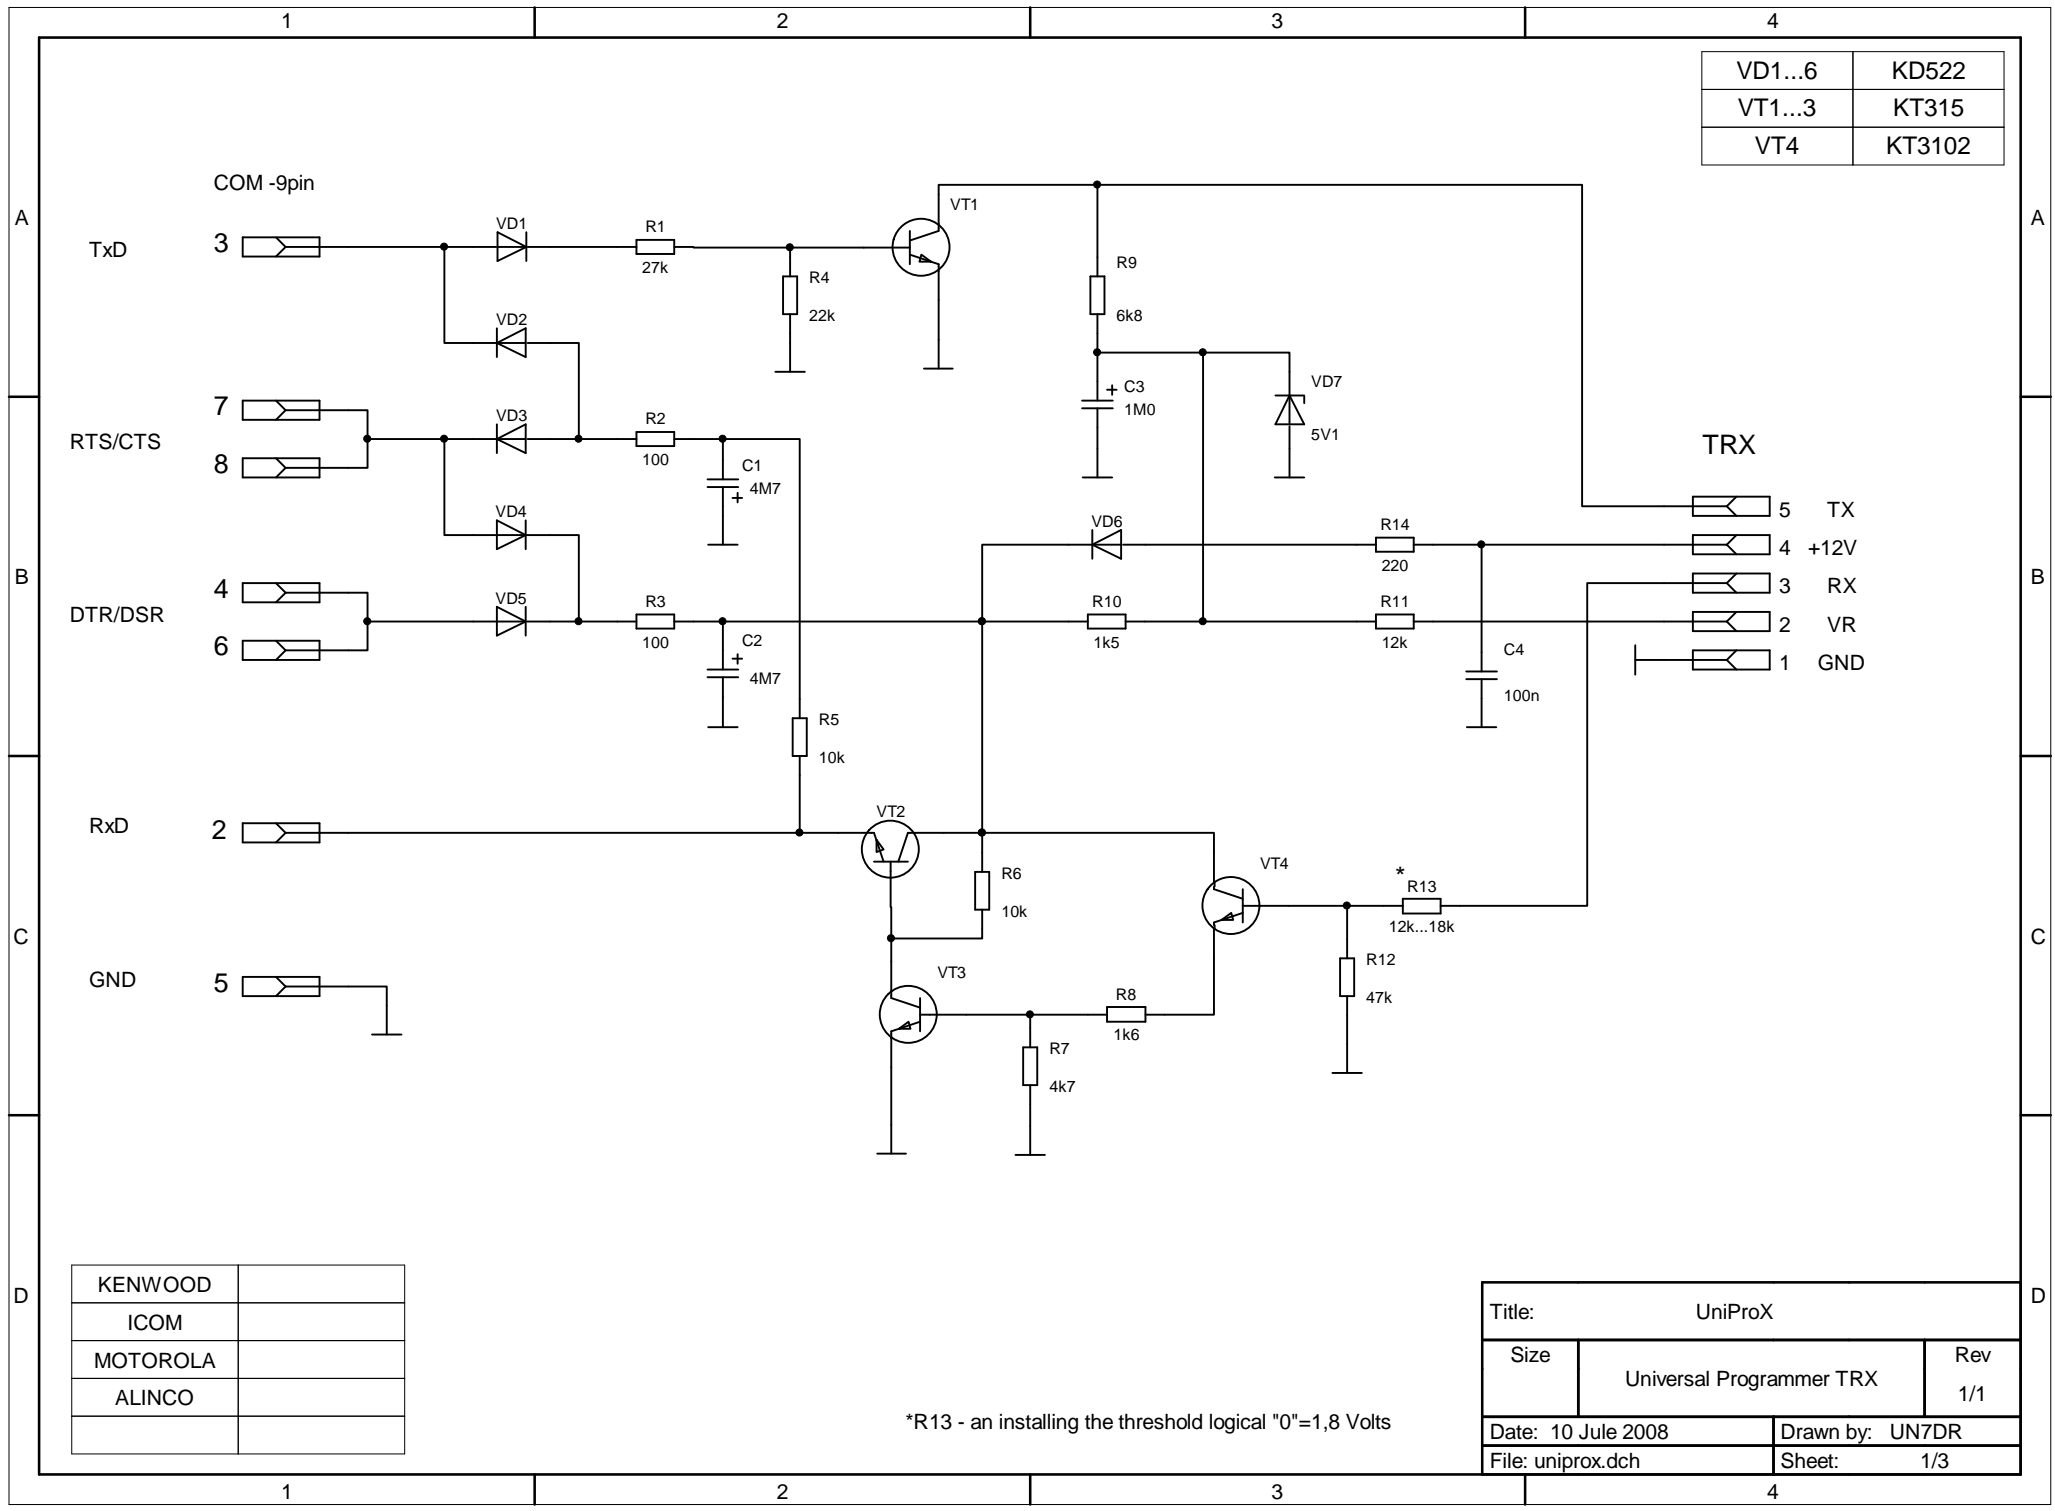 1 2 3 4
VD1...6 KD522
VT1...3 KT315
VT4 KT3102
COM -9pin
A A
TxD 3
VD1
R1
27k
VT1
R4
22k
R9
6k8
VD2
C3
+
1M0
VD7
5V1
RTS/CTS
7
8
VD3
R2
100
C1
4M7
+
TRX
VD4
VD6
R14
220
5 TX
4 +12V
3 RX
2 VR
1 GND
B B
DTR/DSR
4
6
VD5
R3
100
C2
+
4M7
R10
1k5
R11
12k
C4
100n
R5
10k
RxD 2
VT2
R6
10k
VT4
*
R13
12k...18k
C C
R12
47k
GND 5
VT3
R8
1k6
R7
4k7
D D
KENWOOD
ICOM
MOTOROLA
ALINCO
*R13 - an installing the threshold logical "0"=1,8 Volts
Title: UniProX
Size
Universal Programmer TRX
Rev
1/1
Date: 10 Jule 2008
Drawn by: UN7DR
File: uniprox.dch
Sheet: 1/3
1 2 3 4